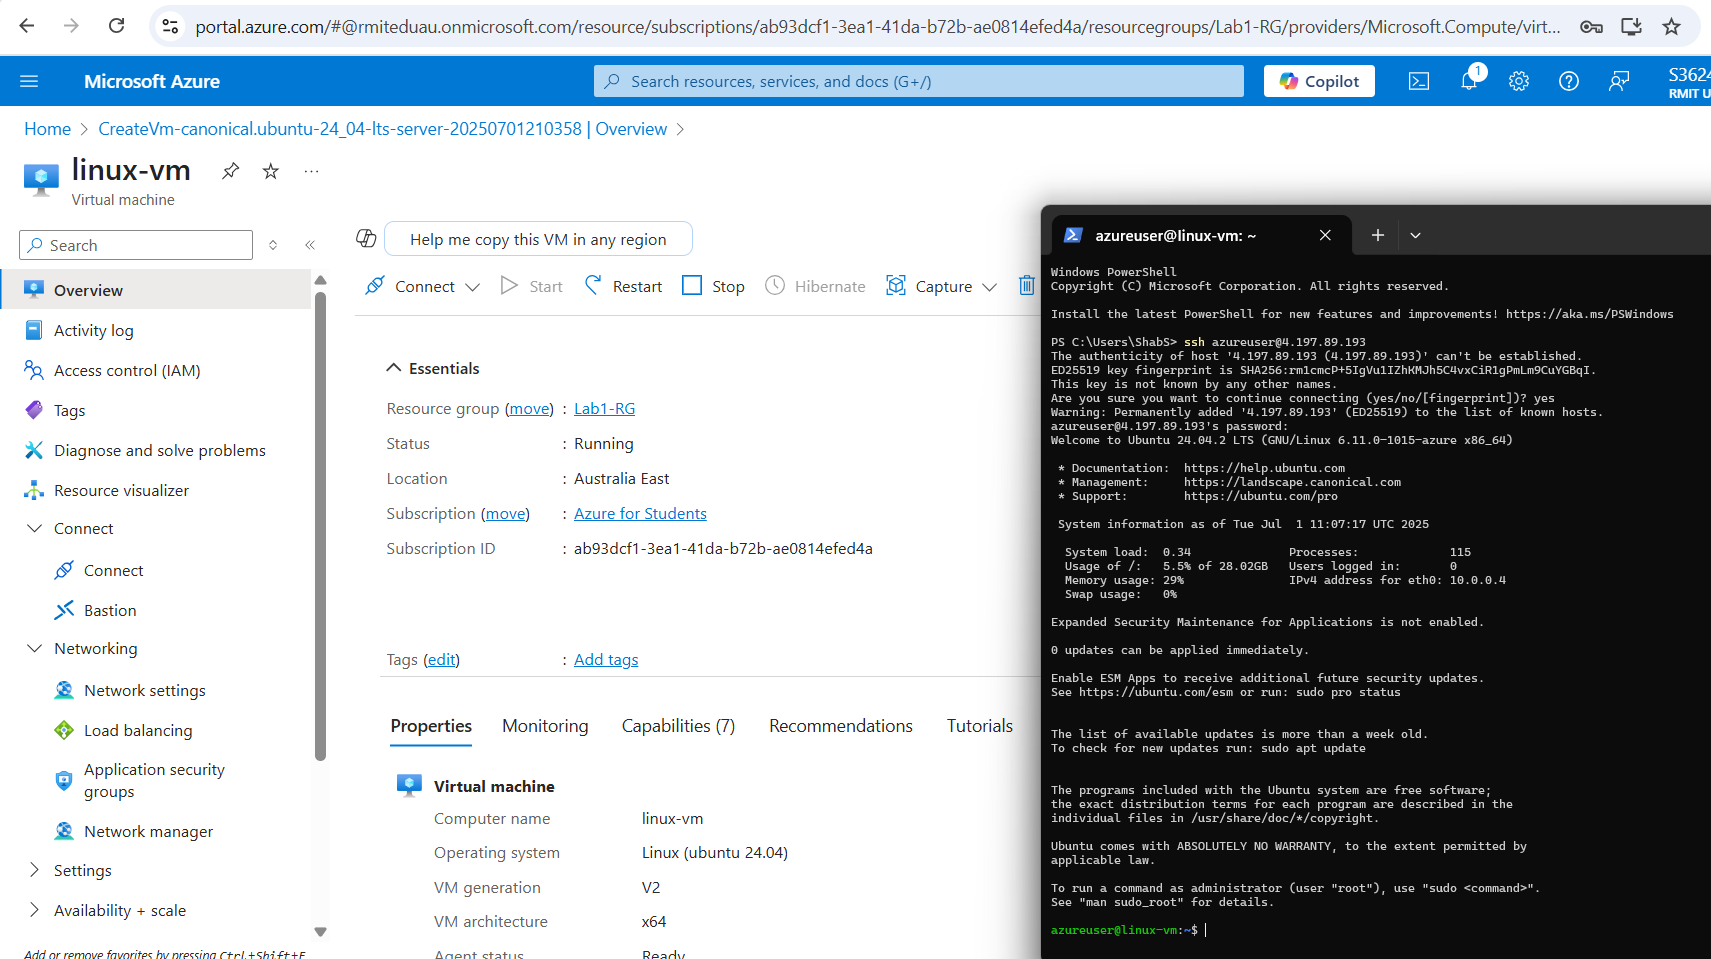 portal.azure.com/#@rmiteduau.onmicrosoft.com/resource/subscriptions/ab93dcf1-3ea1-41da-b72b-ae0814efed4a/resourcegroups/Lab1-RG/providers/Microsoft.Compute/virt...
Microsoft Azure
Search resources, services, and docs (G+/)
Copilot
1
S3624
RMIT U
Home > CreateVm-canonical.ubuntu-24_04-lts-server-20250701210358 | Overview >
linux-vm
Virtual machine
Search
Overview
Activity log
Access control (IAM)
Tags
Diagnose and solve problems
Resource visualizer
Connect
Connect
Bastion
Networking
Network settings
Load balancing
Application security
groups
Network manager
Settings
Availability + scale
Add or remove favorites by pressing Ctrl+Shift+F
Help me copy this VM in any region
Connect Start Restart Stop Hibernate Capture
Essentials
Resource group (move) : Lab1-RG
Status : Running
Location : Australia East
Subscription (move) : Azure for Students
Subscription ID : ab93dcf1-3ea1-41da-b72b-ae0814efed4a
Tags (edit) : Add tags
Properties Monitoring Capabilities (7) Recommendations Tutorials
Virtual machine
Computer name linux-vm
Operating system Linux (ubuntu 24.04)
VM generation V2
VM architecture x64
Agent status Ready
azureuser@linux-vm: ~
Windows PowerShell
Copyright (C) Microsoft Corporation. All rights reserved.
Install the latest PowerShell for new features and improvements! https://aka.ms/PSWindows
PS C:\Users\ShabS> ssh azureuser@4.197.89.193
The authenticity of host '4.197.89.193 (4.197.89.193)' can't be established.
ED25519 key fingerprint is SHA256:rm1cmcP+5IgVu1IZhKMJh5C4vxCiR1gPmLm9CuYGBqI.
This key is not known by any other names.
Are you sure you want to continue connecting (yes/no/[fingerprint])? yes
Warning: Permanently added '4.197.89.193' (ED25519) to the list of known hosts.
azureuser@4.197.89.193's password:
Welcome to Ubuntu 24.04.2 LTS (GNU/Linux 6.11.0-1015-azure x86_64)
* Documentation: https://help.ubuntu.com
* Management: https://landscape.canonical.com
* Support: https://ubuntu.com/pro
System information as of Tue Jul 1 11:07:17 UTC 2025
System load: 0.34 Processes: 115
Usage of /: 5.5% of 28.02GB Users logged in: 0
Memory usage: 29% IPv4 address for eth0: 10.0.0.4
Swap usage: 0%
Expanded Security Maintenance for Applications is not enabled.
0 updates can be applied immediately.
Enable ESM Apps to receive additional future security updates.
See https://ubuntu.com/esm or run: sudo pro status
The list of available updates is more than a week old.
To check for new updates run: sudo apt update
The programs included with the Ubuntu system are free software;
the exact distribution terms for each program are described in the
individual files in /usr/share/doc/*/copyright.
Ubuntu comes with ABSOLUTELY NO WARRANTY, to the extent permitted by
applicable law.
To run a command as administrator (user "root"), use "sudo <command>".
See "man sudo_root" for details.
azureuser@linux-vm:~$